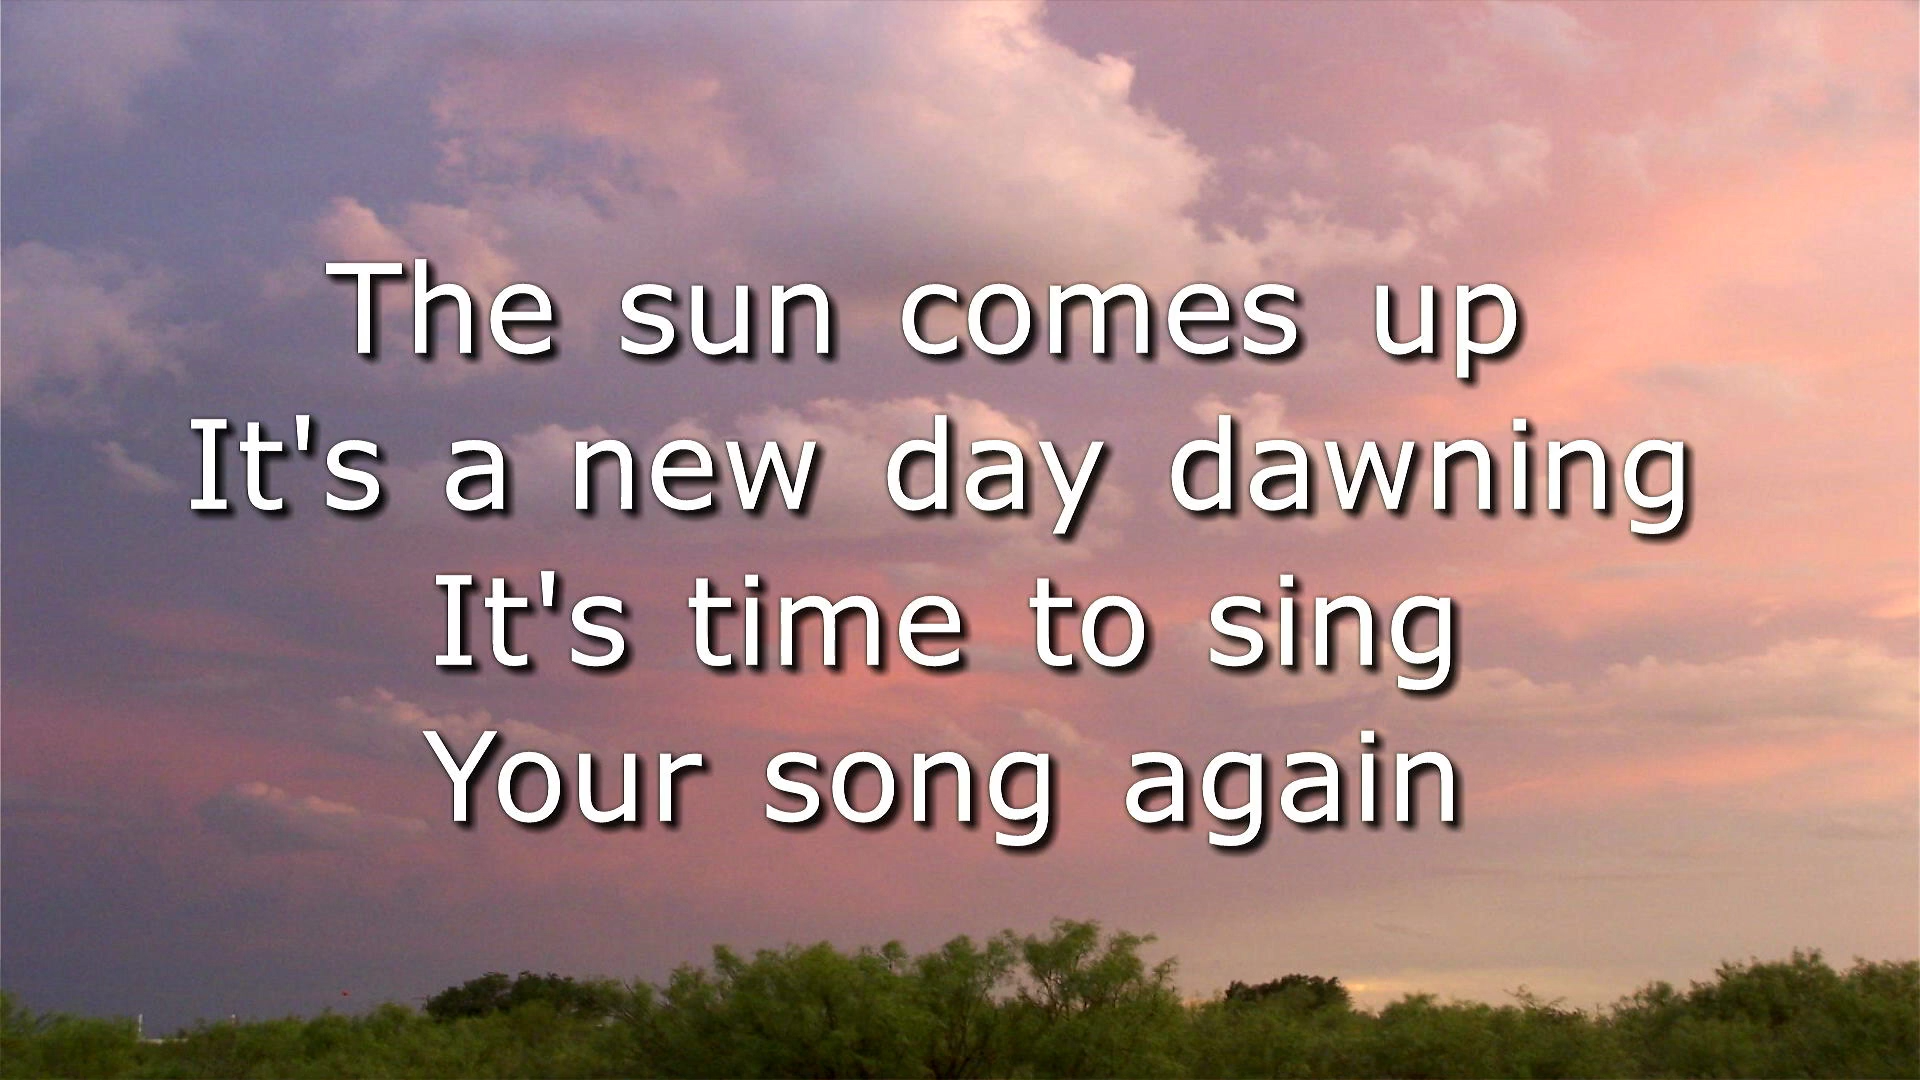 The sun comes up
It's a new day dawning
It's time to sing
Your song again